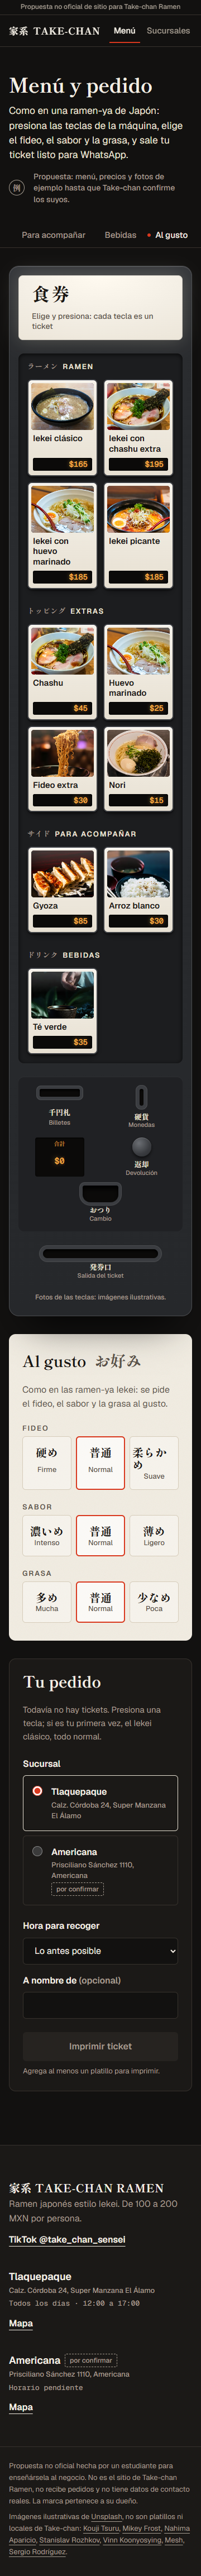 Propuesta no oficial de sitio para Take-chan Ramen
家系 TAKE-CHAN
Menú
Sucursales
Menú y pedido
Como en una ramen-ya de Japón:
presiona las teclas de la máquina, elige
el fideo, el sabor y la grasa, y sale tu
ticket listo para WhatsApp.
例
Propuesta: menú, precios y fotos de
ejemplo hasta que Take-chan confirme
los suyos.
Para acompañar
Bebidas
Al gusto
食券
Elige y presiona: cada tecla es un
ticket
ラーメン RAMEN
Iekei clásico
$165
Iekei con
chashu extra
$195
Iekei con
huevo
marinado
$185
Iekei picante
$185
トッピング EXTRAS
Chashu
$45
Huevo
marinado
$25
Fideo extra
$30
Nori
$15
サイド PARA ACOMPAÑAR
Gyoza
$85
Arroz blanco
$30
ドリンク BEBIDAS
Té verde
$35
千円札
Billetes
硬貨
Monedas
合計
$0
返却
Devolución
おつり
Cambio
発券口
Salida del ticket
Fotos de las teclas: imágenes ilustrativas.
Al gusto お好み
Como en las ramen-ya Iekei: se pide
el fideo, el sabor y la grasa al gusto.
FIDEO
硬め
Firme
普通
Normal
柔らか
め
Suave
SABOR
濃いめ
Intenso
普通
Normal
薄め
Ligero
GRASA
多め
Mucha
普通
Normal
少なめ
Poca
Tu pedido
Todavía no hay tickets. Presiona una
tecla; si es tu primera vez, el Iekei
clásico, todo normal.
Sucursal
Tlaquepaque
Calz. Córdoba 24, Super Manzana
El Álamo
Americana
Prisciliano Sánchez 1110,
Americana
por confirmar
Hora para recoger
Lo antes posible
A nombre de (opcional)
Imprimir ticket
Agrega al menos un platillo para imprimir.
家系 TAKE-CHAN RAMEN
Ramen japonés estilo Iekei. De 100 a 200
MXN por persona.
TikTok @take_chan_sensei
Tlaquepaque
Calz. Córdoba 24, Super Manzana El Álamo
Todos los días · 12:00 a 17:00
Mapa
Americana por confirmar
Prisciliano Sánchez 1110, Americana
Horario pendiente
Mapa
Propuesta no oficial hecha por un estudiante para
enseñársela al negocio. No es el sitio de Take-chan
Ramen, no recibe pedidos y no tiene datos de contacto
reales. La marca pertenece a su dueño.
Imágenes ilustrativas de Unsplash, no son platillos ni
locales de Take-chan: Kouji Tsuru, Mikey Frost, Nahima
Aparicio, Stanislav Rozhkov, Vinn Koonyosying, Mesh,
Sergio Rodriguez.